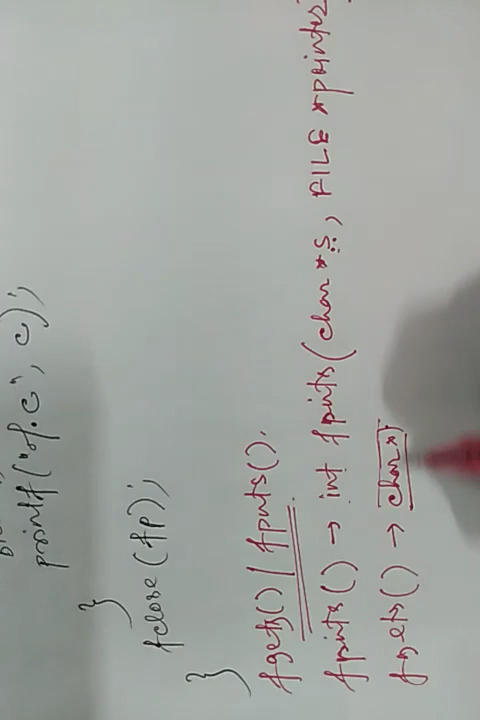 printf("%c", c);
}
fclose(fp);
}
fgets() / fputs().
fputs() → int fputs(char *s, FILE *pointer
fgets() → char *